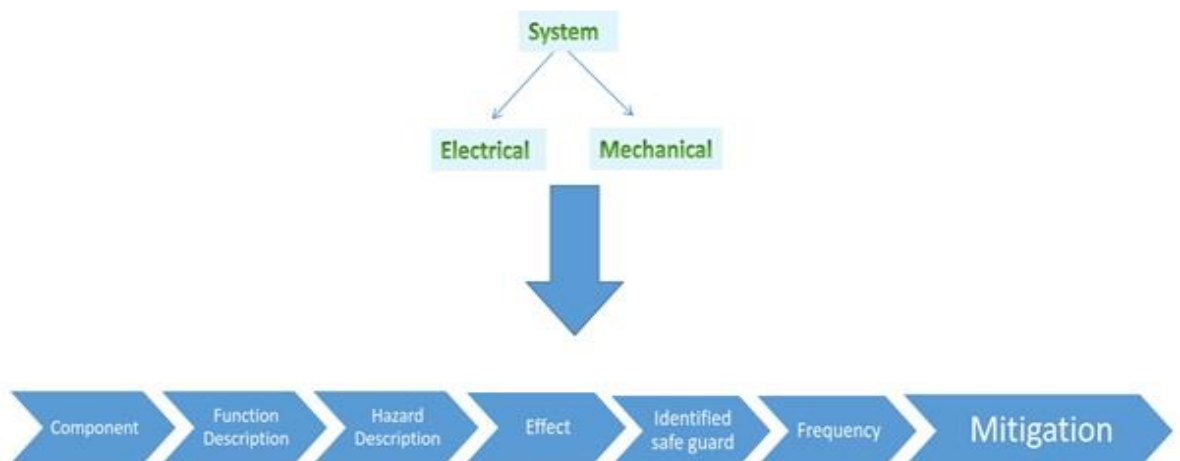 System
Electrical
Mechanical
Component
Function
Description
Hazard
Description
Effect
Identified
safe guard
Frequency
Mitigation